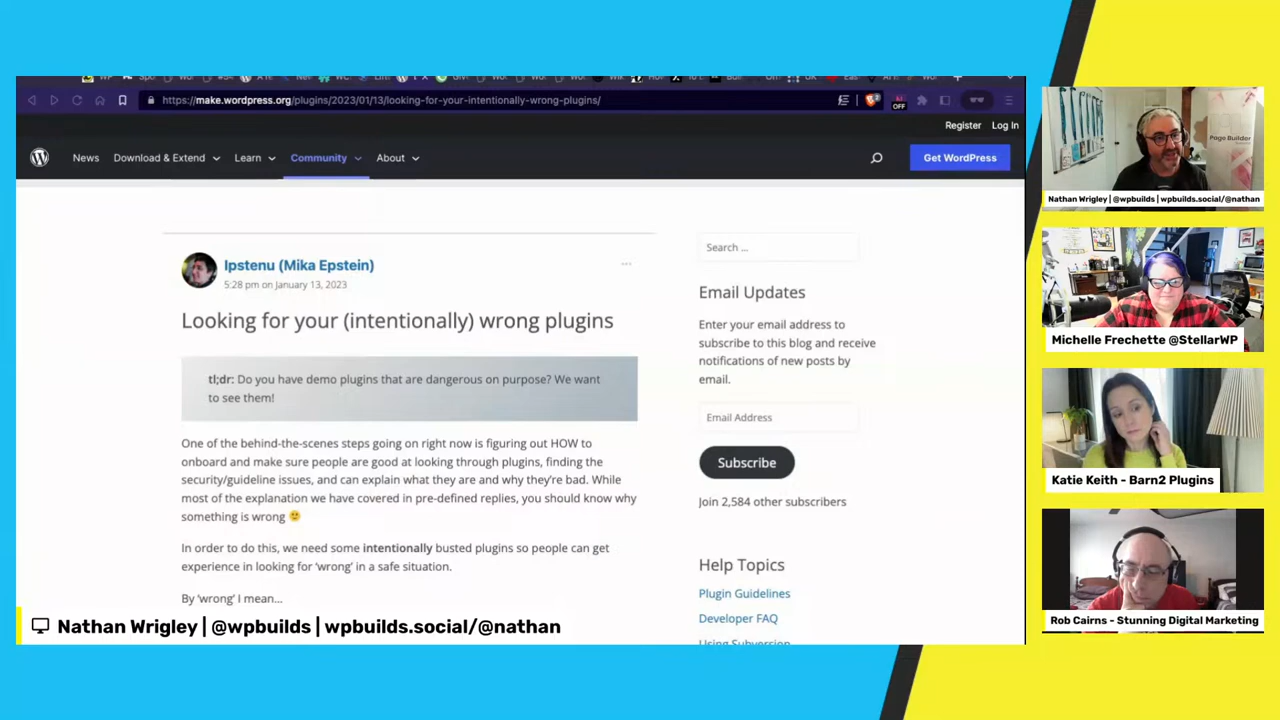 https://make.wordpress.org/plugins/2023/01/13/looking-for-your-intentionally-wrong-plugins/
OFF
Register Log In
News Download & Extend Learn Community About
Get WordPress
Ipstenu (Mika Epstein)
5:28 pm on January 13, 2023
Looking for your (intentionally) wrong plugins
tl;dr: Do you have demo plugins that are dangerous on purpose? We want
to see them!
One of the behind-the-scenes steps going on right now is figuring out HOW to
onboard and make sure people are good at looking through plugins, finding the
security/guideline issues, and can explain what they are and why they're bad. While
most of the explanation we have covered in pre-defined replies, you should know why
something is wrong 🙂
In order to do this, we need some intentionally busted plugins so people can get
experience in looking for 'wrong' in a safe situation.
By 'wrong' I mean...
Search ...
Email Updates
Enter your email address to
subscribe to this blog and receive
notifications of new posts by
email.
Email Address
Subscribe
Join 2,584 other subscribers
Help Topics
Plugin Guidelines
Developer FAQ
Using Subversion
Nathan Wrigley | @wpbuilds | wpbuilds.social/@nathan
Page Builder
Nathan Wrigley | @wpbuilds | wpbuilds.social/@nathan
Michelle Frechette @StellarWP
Katie Keith - Barn2 Plugins
Rob Cairns - Stunning Digital Marketing